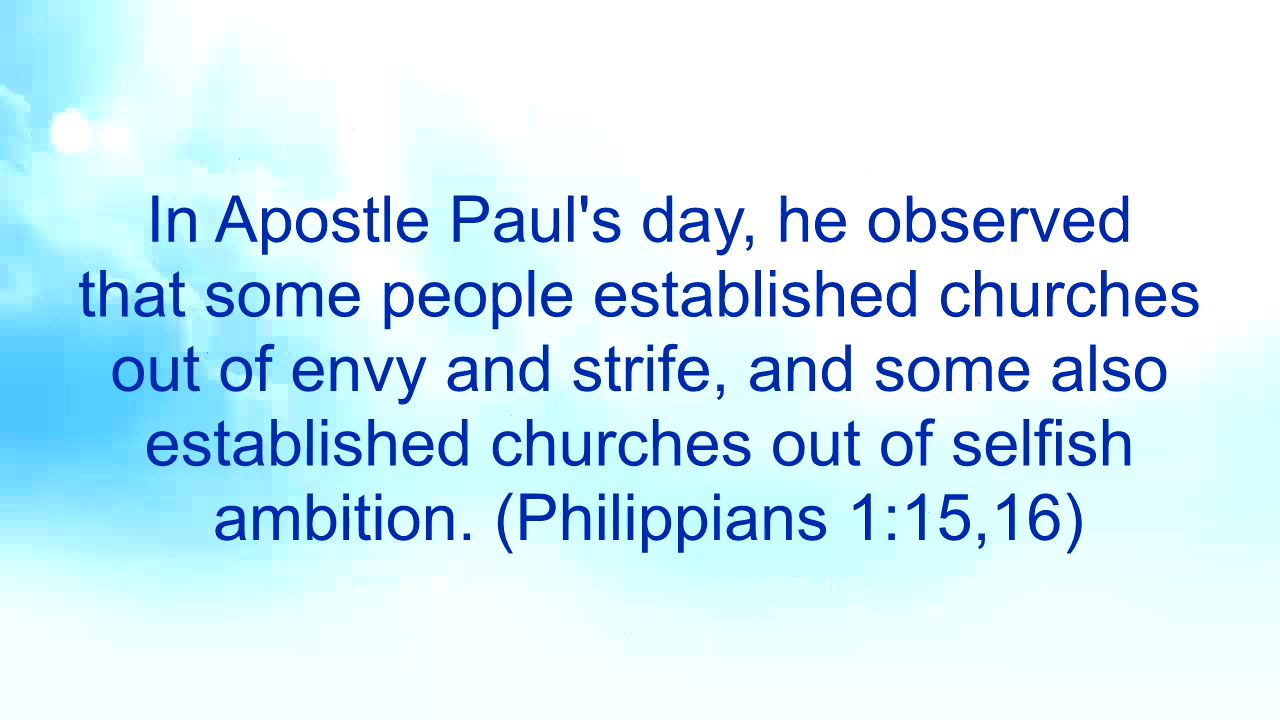 In Apostle Paul's day, he observed
that some people established churches
out of envy and strife, and some also
established churches out of selfish
ambition. (Philippians 1:15,16)